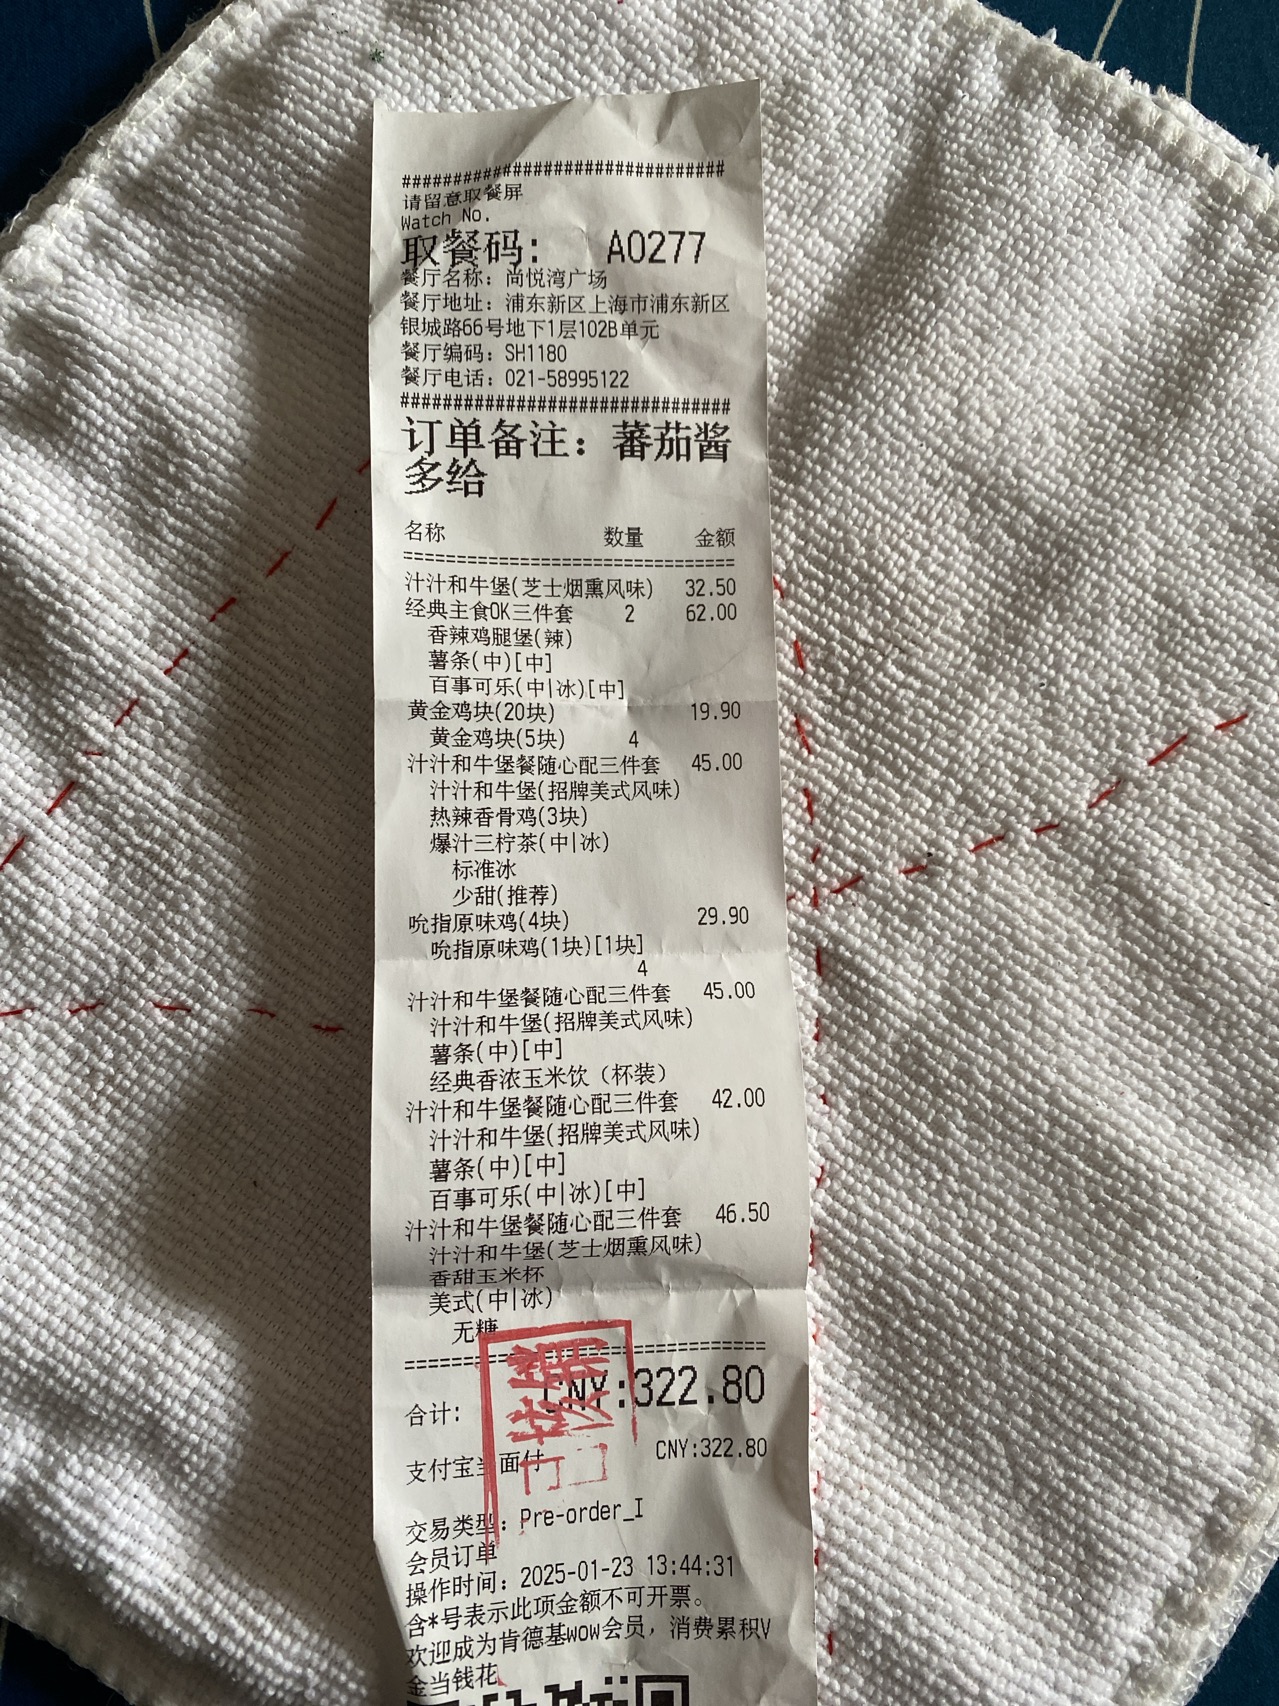 ###############################
请留意取餐屏
Watch No.
取餐码： A0277
餐厅名称：尚悦湾广场
餐厅地址：浦东新区上海市浦东新区
银城路66号地下1层102B单元
餐厅编码：SH1180
餐厅电话：021-58995122
###############################
订单备注：蕃茄酱
多给
名称 数量 金额
===============================
汁汁和牛堡(芝士烟熏风味) 32.50
经典主食OK三件套 2 62.00
香辣鸡腿堡(辣)
薯条(中)[中]
百事可乐(中|冰)[中]
黄金鸡块(20块) 19.90
黄金鸡块(5块) 4
汁汁和牛堡餐随心配三件套 45.00
汁汁和牛堡(招牌美式风味)
热辣香骨鸡(3块)
爆汁三柠茶(中|冰)
标准冰
少甜(推荐)
吮指原味鸡(4块) 29.90
吮指原味鸡(1块)[1块]
4
汁汁和牛堡餐随心配三件套 45.00
汁汁和牛堡(招牌美式风味)
薯条(中)[中]
经典香浓玉米饮（杯装）
汁汁和牛堡餐随心配三件套 42.00
汁汁和牛堡(招牌美式风味)
薯条(中)[中]
百事可乐(中|冰)[中]
汁汁和牛堡餐随心配三件套 46.50
汁汁和牛堡(芝士烟熏风味)
香甜玉米杯
美式(中|冰)
无糖
===============================
合计： CNY:322.80
支付宝当面付 CNY:322.80
交易类型：Pre-order_I
会员订单
操作时间：2025-01-23 13:44:31
含*号表示此项金额不可开票。
欢迎成为肯德基wow会员，消费累积V
金当钱花